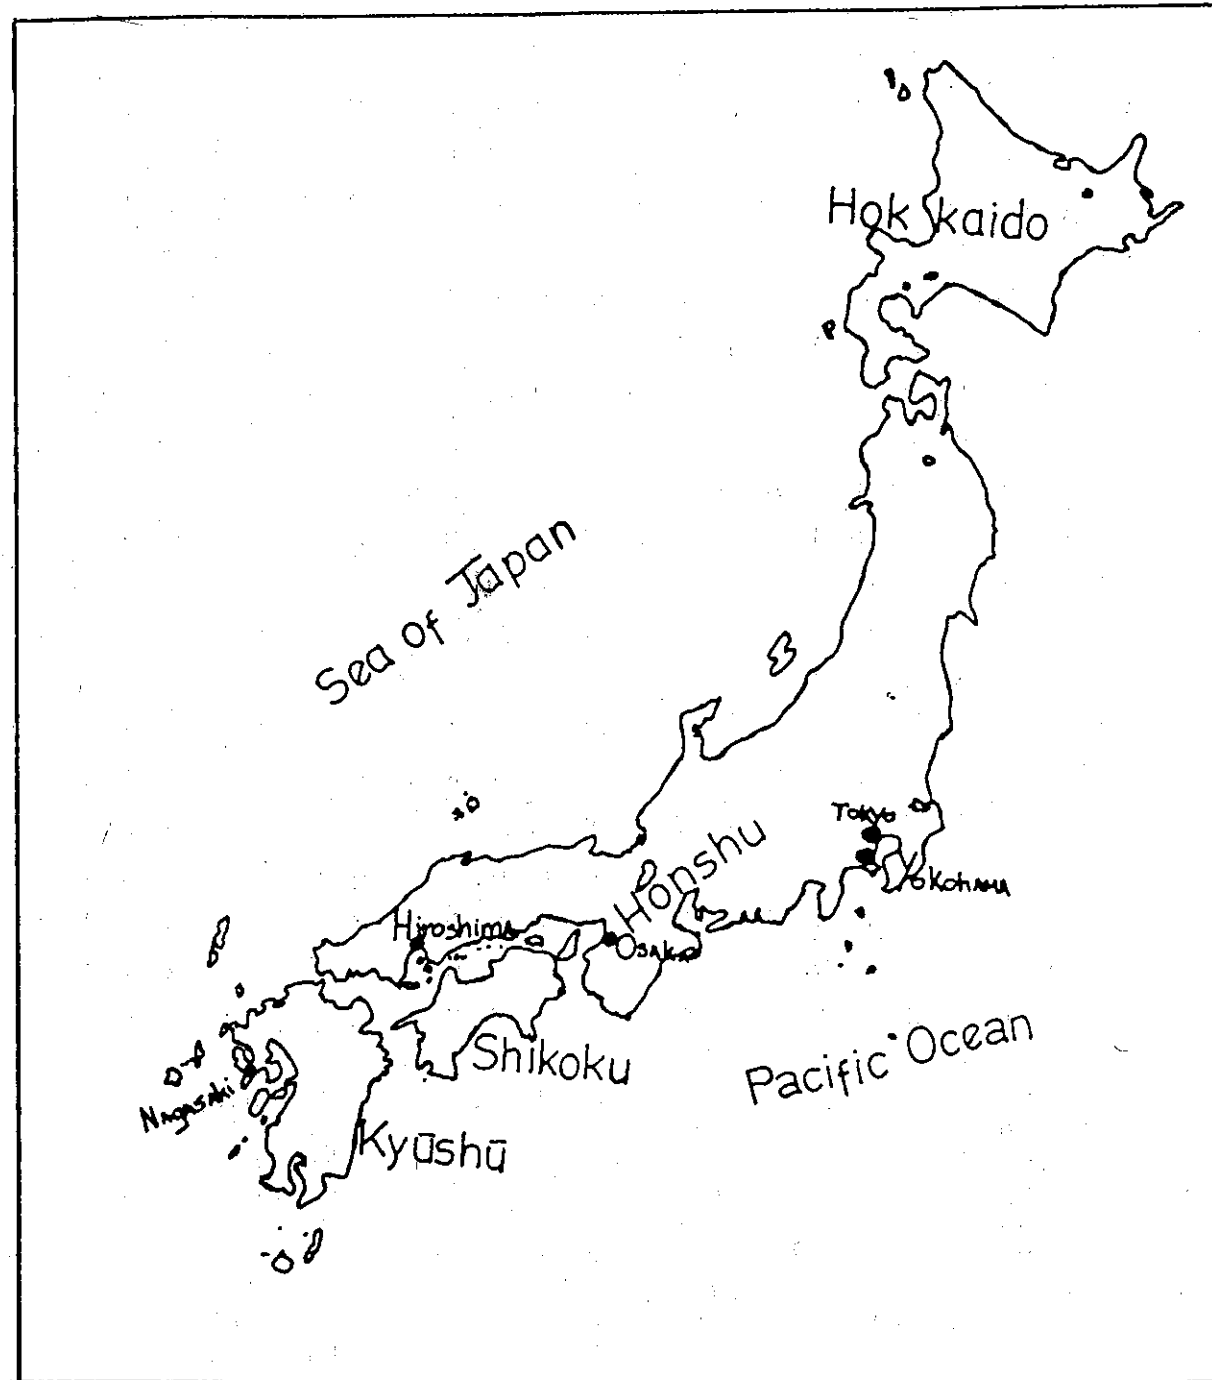 Hokkaido
Sea of Japan
Tokyo
Honshu
Yokohama
Hiroshima
Osaka
Pacific Ocean
Shikoku
Nagasaki
Kyūshū